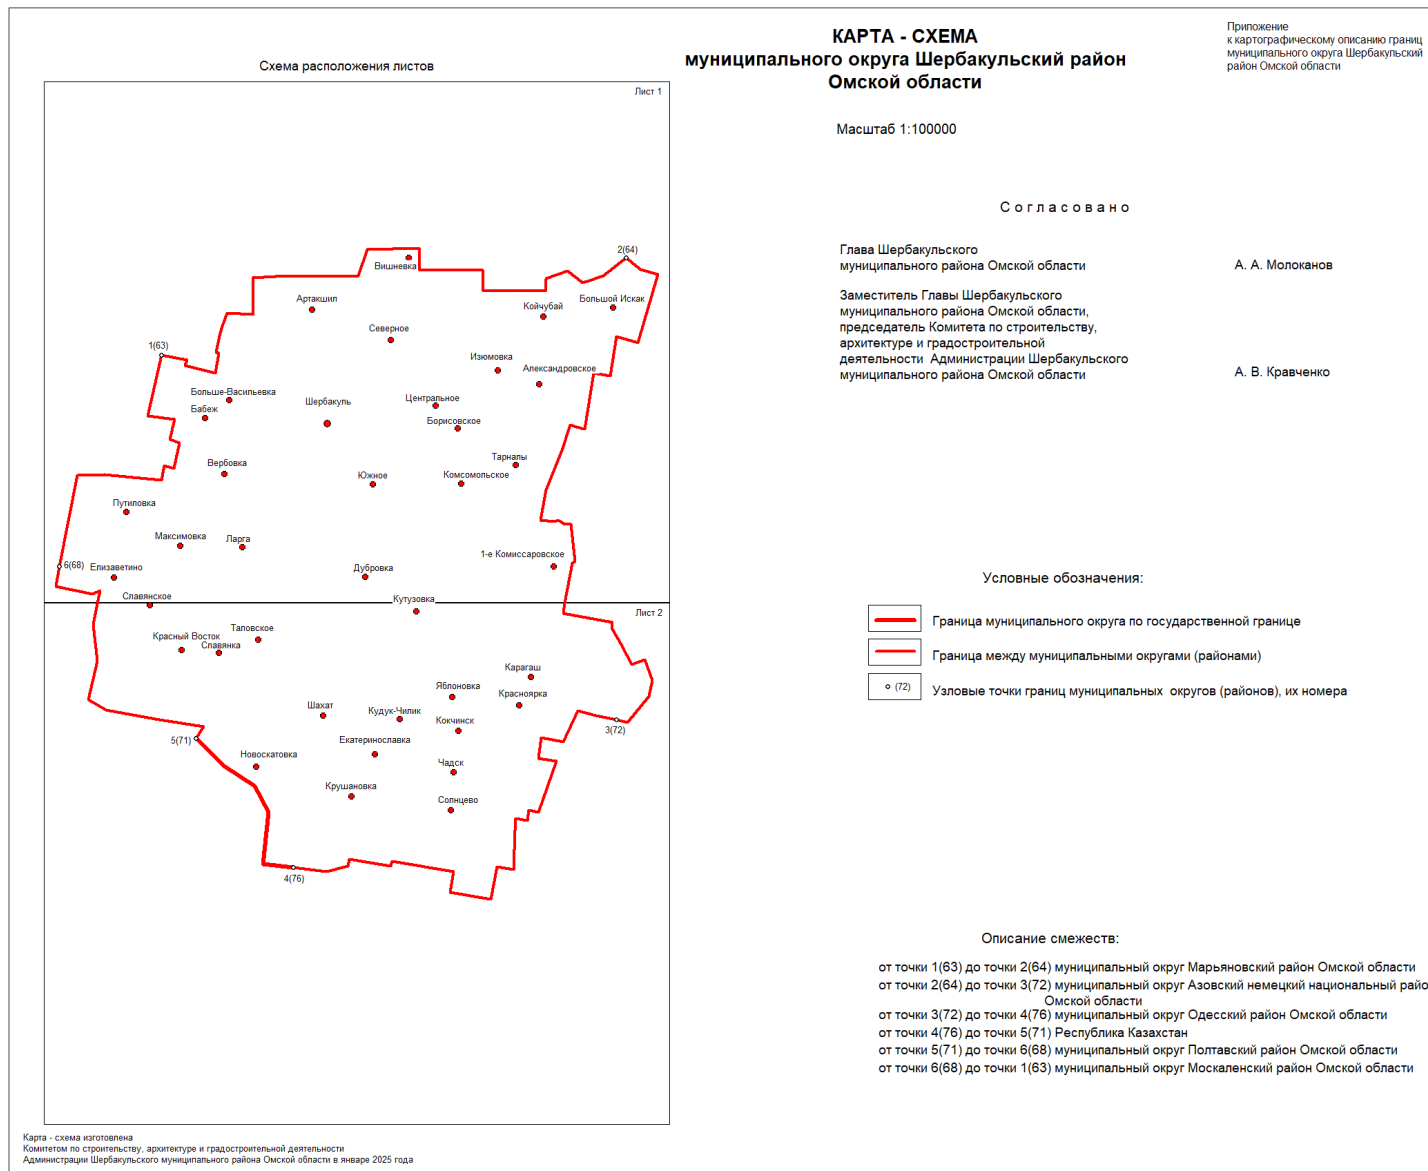 КАРТА - СХЕМА
муниципального округа Шербакульский район
Омской области
Приложение
к картографическому описанию границ
муниципального округа Шербакульский
район Омской области
Схема расположения листов
Масштаб 1:100000
Согласовано
Глава Шербакульского
муниципального района Омской области
А. А. Молоканов
Заместитель Главы Шербакульского
муниципального района Омской области,
председатель Комитета по строительству,
архитектуре и градостроительной
деятельности Администрации Шербакульского
муниципального района Омской области
А. В. Кравченко
Лист 1
2(64)
Вишневка
Артакшил
Большой Искак
Койчубай
Северное
1(63)
Изюмовка
Александровское
Больше-Васильевка
Бабеж
Шербакуль
Центральное
Борисовское
Вербовка
Южное
Тарналы
Комсомольское
Путиловка
Максимовка
Ларга
6(68)
Елизаветино
Дубровка
1-е Комиссаровское
Славянское
Кутузовка
Лист 2
Красный Восток
Славянка
Таловское
Карагаш
Яблоновка
Красноярка
Шахат
Кудук-Чилик
Кокчинск
3(72)
5(71)
Новоскатовка
Екатеринославка
Чадск
Крушановка
Солнцево
4(76)
Условные обозначения:
Граница муниципального округа по государственной границе
Граница между муниципальными округами (районами)
(72)
Узловые точки границ муниципальных округов (районов), их номера
Описание смежеств:
от точки 1(63) до точки 2(64) муниципальный округ Марьяновский район Омской области
от точки 2(64) до точки 3(72) муниципальный округ Азовский немецкий национальный райо
Омской области
от точки 3(72) до точки 4(76) муниципальный округ Одесский район Омской области
от точки 4(76) до точки 5(71) Республика Казахстан
от точки 5(71) до точки 6(68) муниципальный округ Полтавский район Омской области
от точки 6(68) до точки 1(63) муниципальный округ Москаленский район Омской области
Карта - схема изготовлена
Комитетом по строительству, архитектуре и градостроительной деятельности
Администрации Шербакульского муниципального района Омской области в январе 2025 года